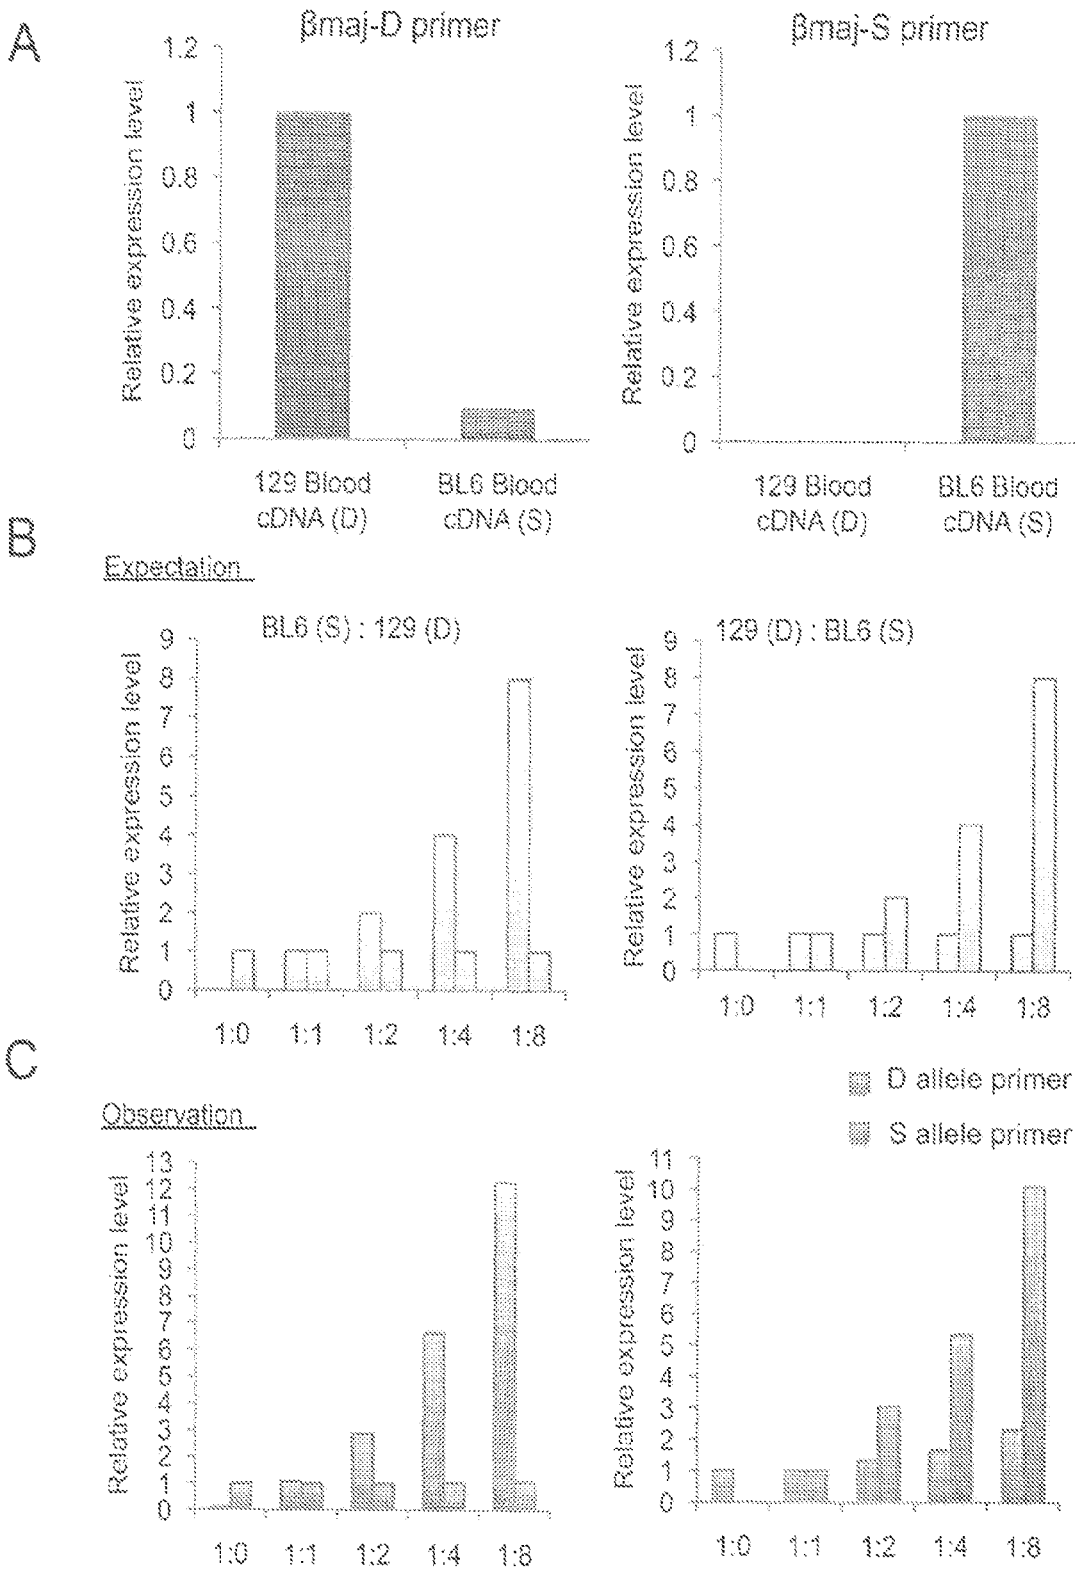 A
βmaj-D primer
Relative expression level
1.2
1
0.8
0.6
0.4
0.2
0
129 Blood
cDNA (D)
BL6 Blood
cDNA (S)
βmaj-S primer
Relative expression level
1.2
1
0.8
0.6
0.4
0.2
0
129 Blood
cDNA (D)
BL6 Blood
cDNA (S)
B
Expectation
BL6 (S) : 129 (D)
Relative expression level
9
8
7
6
5
4
3
2
1
0
1:0 1:1 1:2 1:4 1:8
129 (D) : BL6 (S)
Relative expression level
9
8
7
6
5
4
3
2
1
0
1:0 1:1 1:2 1:4 1:8
C
D allele primer
S allele primer
Observation
Relative expression level
13
12
11
10
9
8
7
6
5
4
3
2
1
0
1:0 1:1 1:2 1:4 1:8
Relative expression level
11
10
9
8
7
6
5
4
3
2
1
0
1:0 1:1 1:2 1:4 1:8